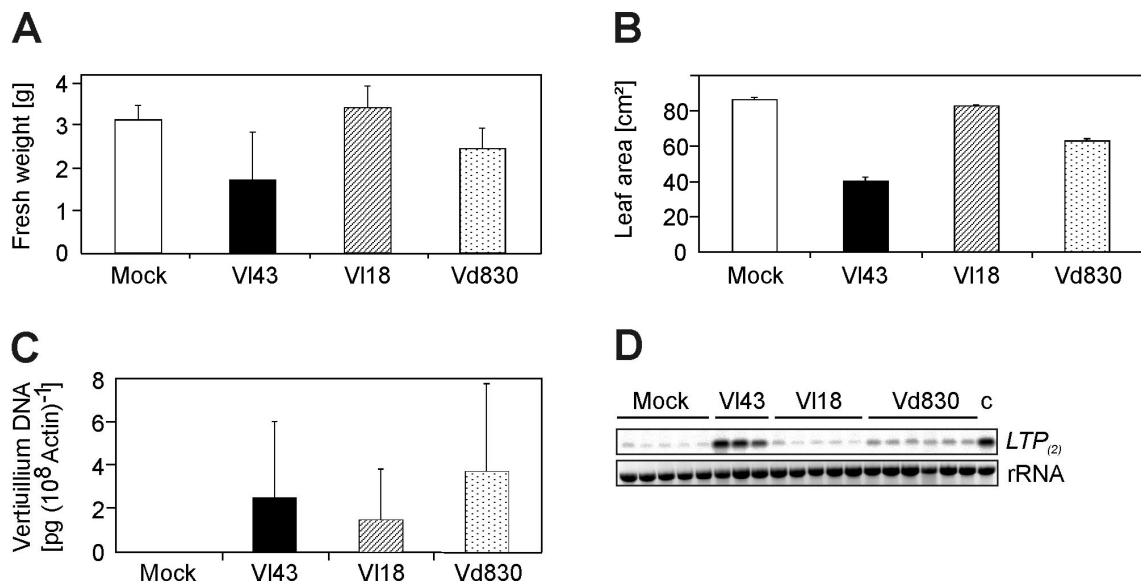 A
Fresh weight [g]
4
3
2
1
0
Mock Vl43 Vl18 Vd830
B
Leaf area [cm²]
80
60
40
20
0
Mock Vl43 Vl18 Vd830
C
Vertiuillium DNA
[pg (10⁸ Actin)⁻¹]
8
6
4
2
0
Mock Vl43 Vl18 Vd830
D
Mock Vl43 Vl18 Vd830 c
LTP(2)
rRNA